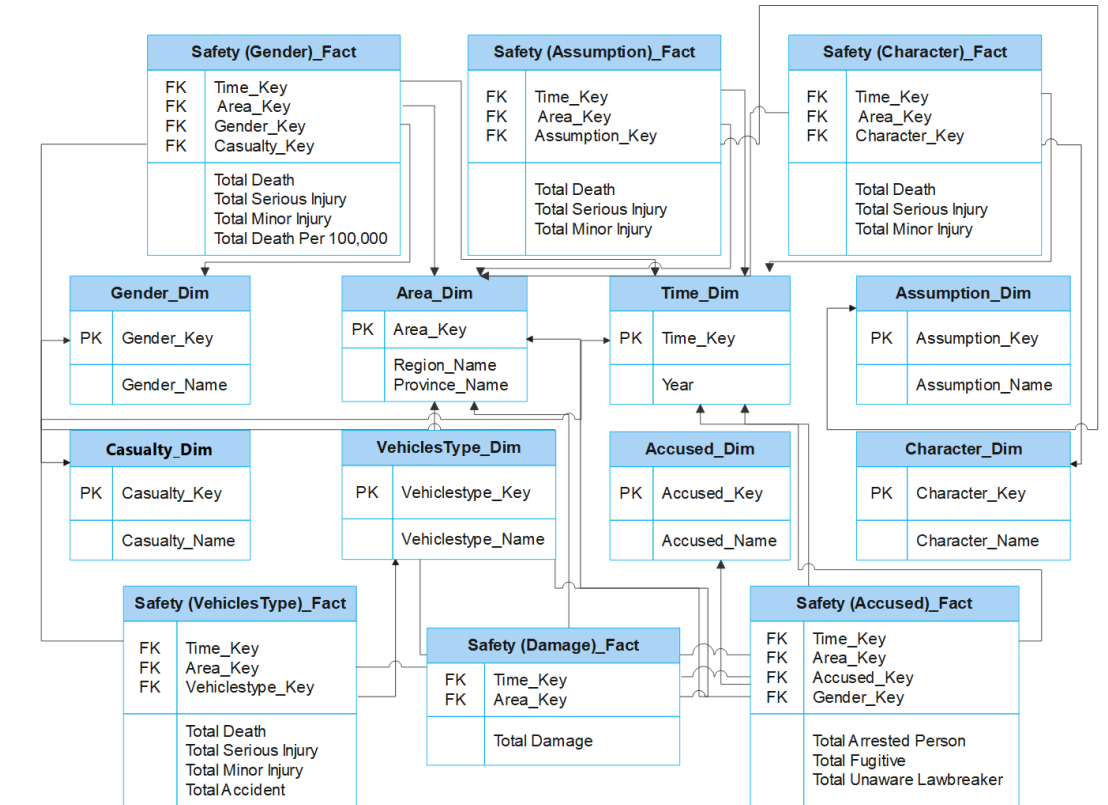 Safety (Gender)_Fact
FK Time_Key
FK Area_Key
FK Gender_Key
FK Casualty_Key
Total Death
Total Serious Injury
Total Minor Injury
Total Death Per 100,000
Safety (Assumption)_Fact
FK Time_Key
FK Area_Key
FK Assumption_Key
Total Death
Total Serious Injury
Total Minor Injury
Safety (Character)_Fact
FK Time_Key
FK Area_Key
FK Character_Key
Total Death
Total Serious Injury
Total Minor Injury
Gender_Dim
PK Gender_Key
Gender_Name
Area_Dim
PK Area_Key
Region_Name
Province_Name
Time_Dim
PK Time_Key
Year
Assumption_Dim
PK Assumption_Key
Assumption_Name
Casualty_Dim
PK Casualty_Key
Casualty_Name
VehiclesType_Dim
PK Vehiclestype_Key
Vehiclestype_Name
Accused_Dim
PK Accused_Key
Accused_Name
Character_Dim
PK Character_Key
Character_Name
Safety (VehiclesType)_Fact
FK Time_Key
FK Area_Key
FK Vehiclestype_Key
Total Death
Total Serious Injury
Total Minor Injury
Total Accident
Safety (Damage)_Fact
FK Time_Key
FK Area_Key
Total Damage
Safety (Accused)_Fact
FK Time_Key
FK Area_Key
FK Accused_Key
FK Gender_Key
Total Arrested Person
Total Fugitive
Total Unaware Lawbreaker